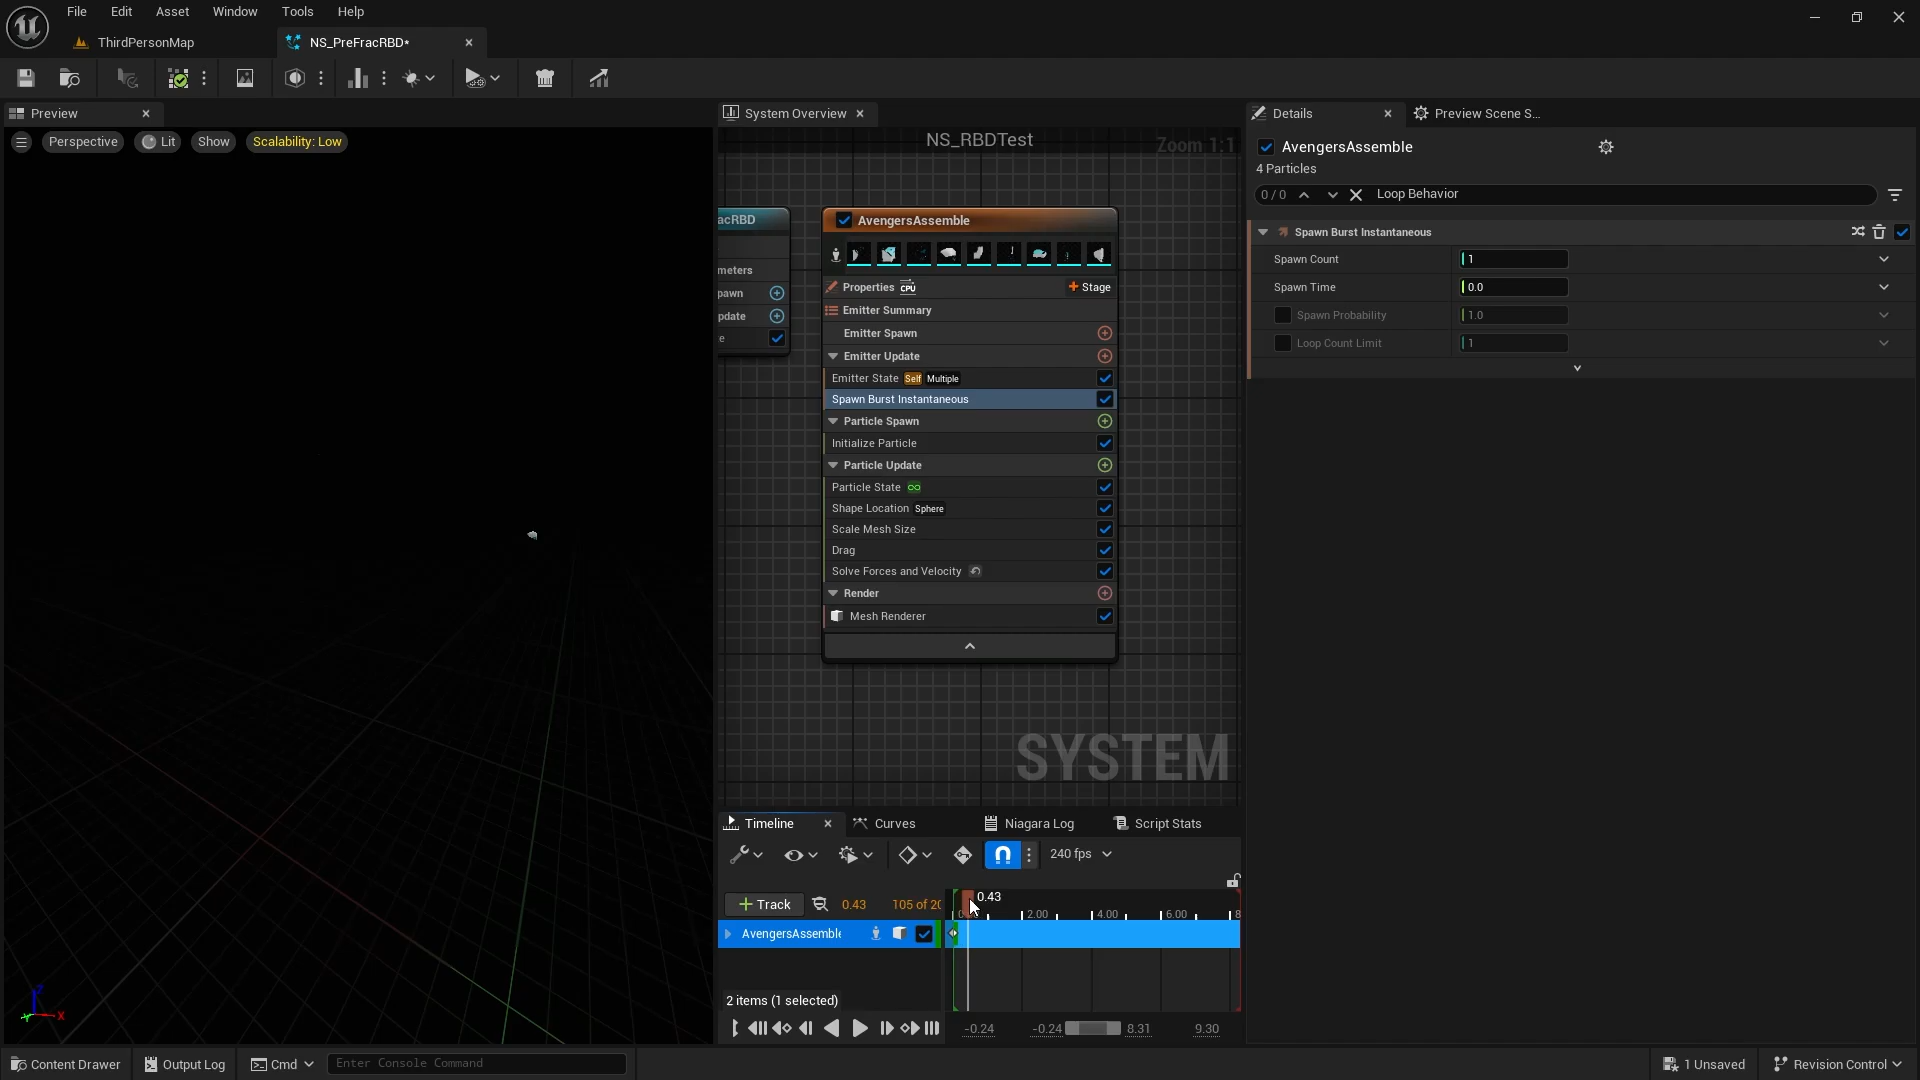 File Edit Asset Window Tools Help
ThirdPersonMap NS_PreFracRBD*
Preview System Overview Details Preview Scene S...
Perspective Lit Show Scalability: Low
NS_RBDTest Zoom 1:1
AvengersAssemble
4 Particles
0 / 0 Loop Behavior
acRBD AvengersAssemble
Spawn Burst Instantaneous
Spawn Count 1
meters
Properties CPU + Stage
Spawn Time 0.0
pawn
Emitter Summary
pdate
Spawn Probability 1.0
Emitter Spawn
e
Loop Count Limit 1
Emitter Update
Emitter State Self Multiple
Spawn Burst Instantaneous
Particle Spawn
Initialize Particle
Particle Update
Particle State
Shape Location Sphere
Scale Mesh Size
Drag
Solve Forces and Velocity
Render
Mesh Renderer
SYSTEM
Timeline Curves Niagara Log Script Stats
240 fps
+ Track 0.43 105 of 20 0.43
2.00 4.00 6.00 8
AvengersAssemble
2 items (1 selected)
-0.24 -0.24 8.31 9.30
Z
Y X
Content Drawer Output Log Cmd Enter Console Command 1 Unsaved Revision Control